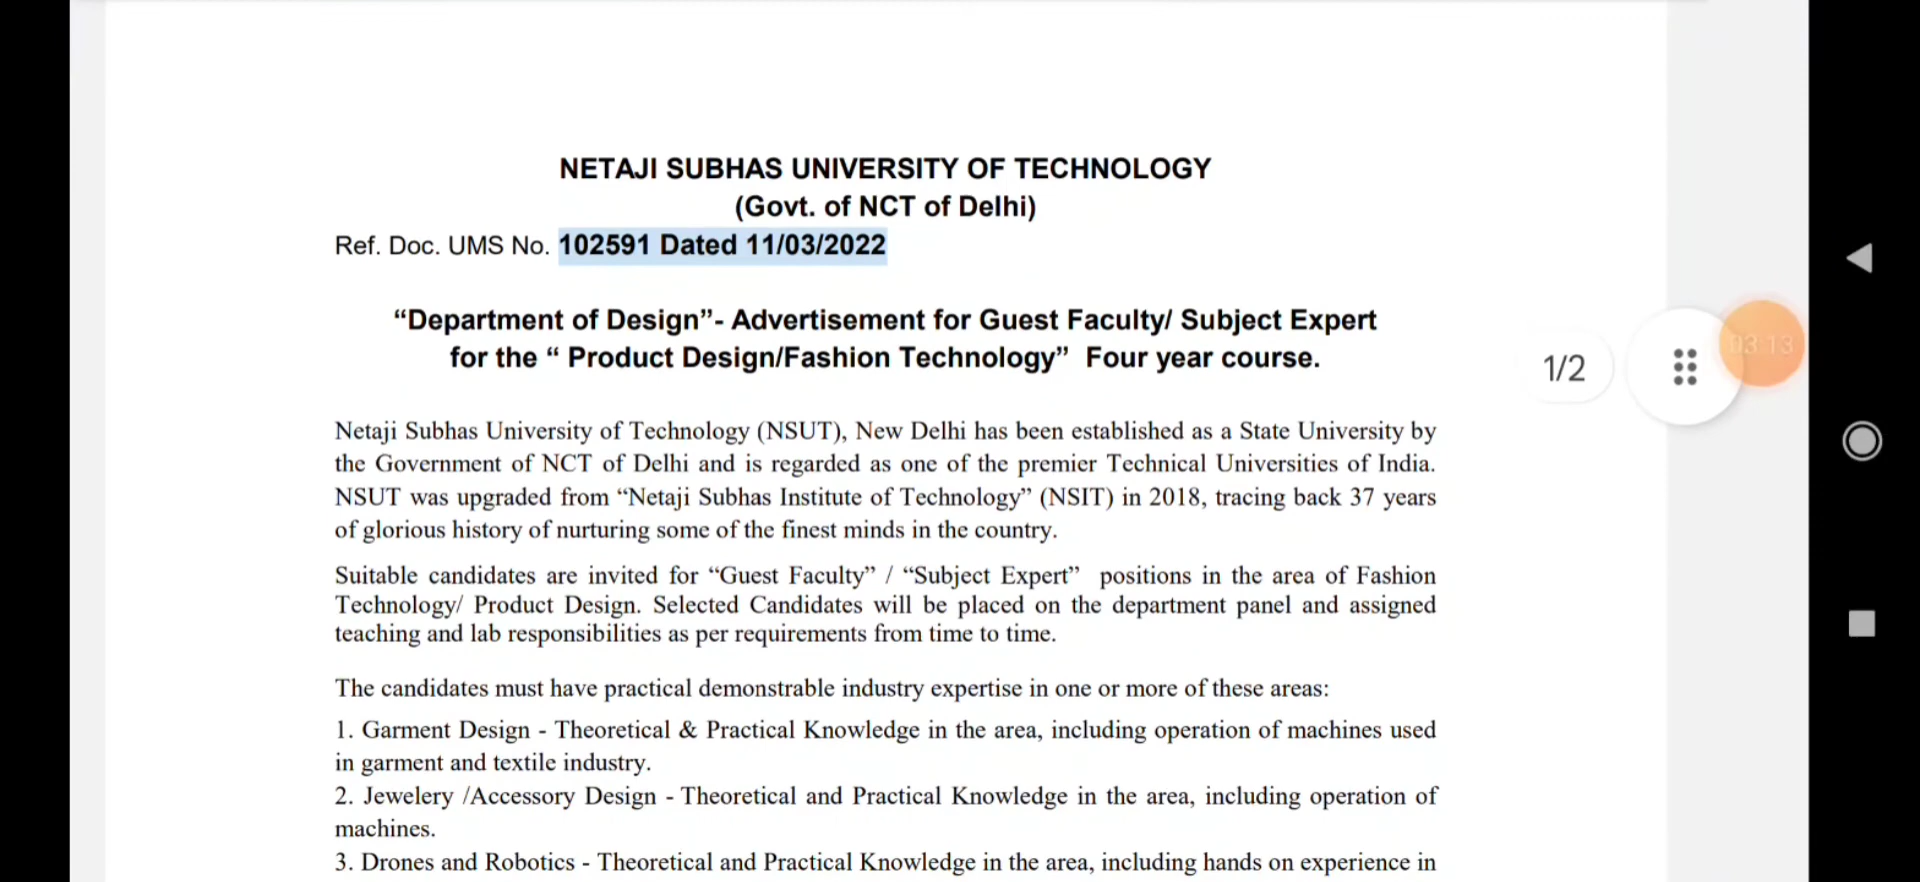 NETAJI SUBHAS UNIVERSITY OF TECHNOLOGY
(Govt. of NCT of Delhi)
Ref. Doc. UMS No. 102591 Dated 11/03/2022
“Department of Design”- Advertisement for Guest Faculty/ Subject Expert
for the “ Product Design/Fashion Technology” Four year course.
1/2
03:13
Netaji Subhas University of Technology (NSUT), New Delhi has been established as a State University by
the Government of NCT of Delhi and is regarded as one of the premier Technical Universities of India.
NSUT was upgraded from “Netaji Subhas Institute of Technology” (NSIT) in 2018, tracing back 37 years
of glorious history of nurturing some of the finest minds in the country.
Suitable candidates are invited for “Guest Faculty” / “Subject Expert” positions in the area of Fashion
Technology/ Product Design. Selected Candidates will be placed on the department panel and assigned
teaching and lab responsibilities as per requirements from time to time.
The candidates must have practical demonstrable industry expertise in one or more of these areas:
1. Garment Design - Theoretical & Practical Knowledge in the area, including operation of machines used
in garment and textile industry.
2. Jewelery /Accessory Design - Theoretical and Practical Knowledge in the area, including operation of
machines.
3. Drones and Robotics - Theoretical and Practical Knowledge in the area, including hands on experience in